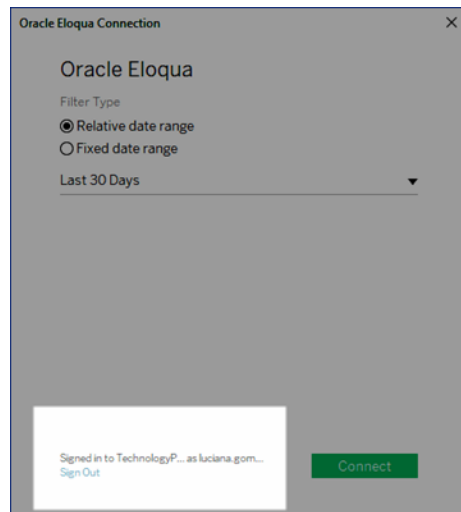 Oracle Eloqua Connection
Oracle Eloqua
Filter Type
Relative date range
Fixed date range
Last 30 Days
Signed in to TechnologyP... as luciana.gom...
Sign Out
Connect